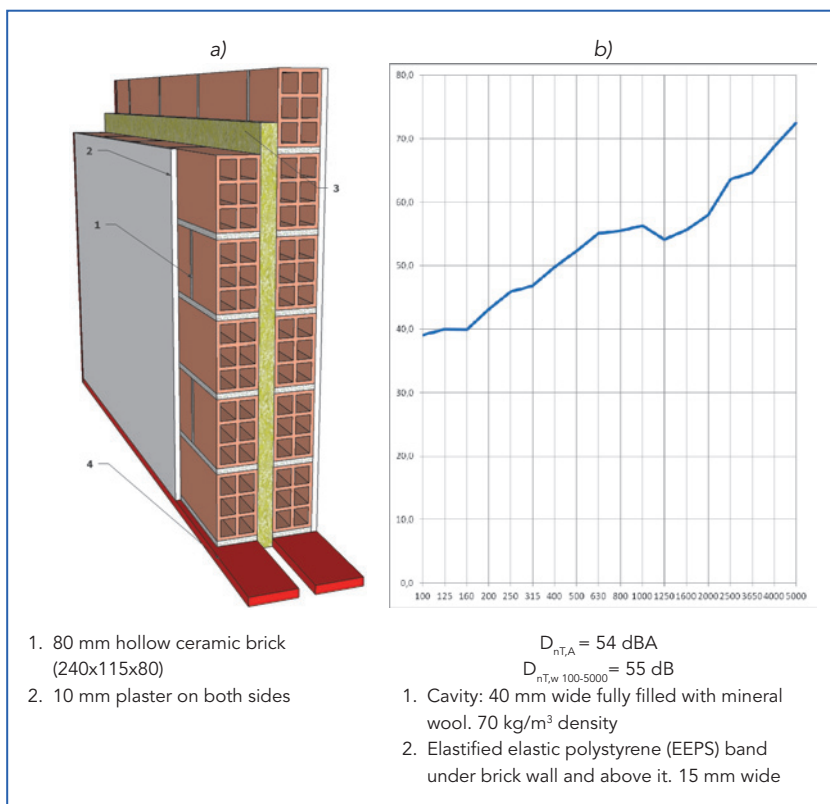 a)
b)
2
3
1
4
80,0
70,0
60,0
50,0
40,0
30,0
20,0
10,0
0,0
100 125 160 200 250 315 400 500 630 800 1000 1250 1600 2000 2500 3650 4000 5000
1. 80 mm hollow ceramic brick
(240x115x80)
2. 10 mm plaster on both sides
DnT,A = 54 dBA
DnT,w 100-5000 = 55 dB
1. Cavity: 40 mm wide fully filled with mineral
wool. 70 kg/m³ density
2. Elastified elastic polystyrene (EEPS) band
under brick wall and above it. 15 mm wide